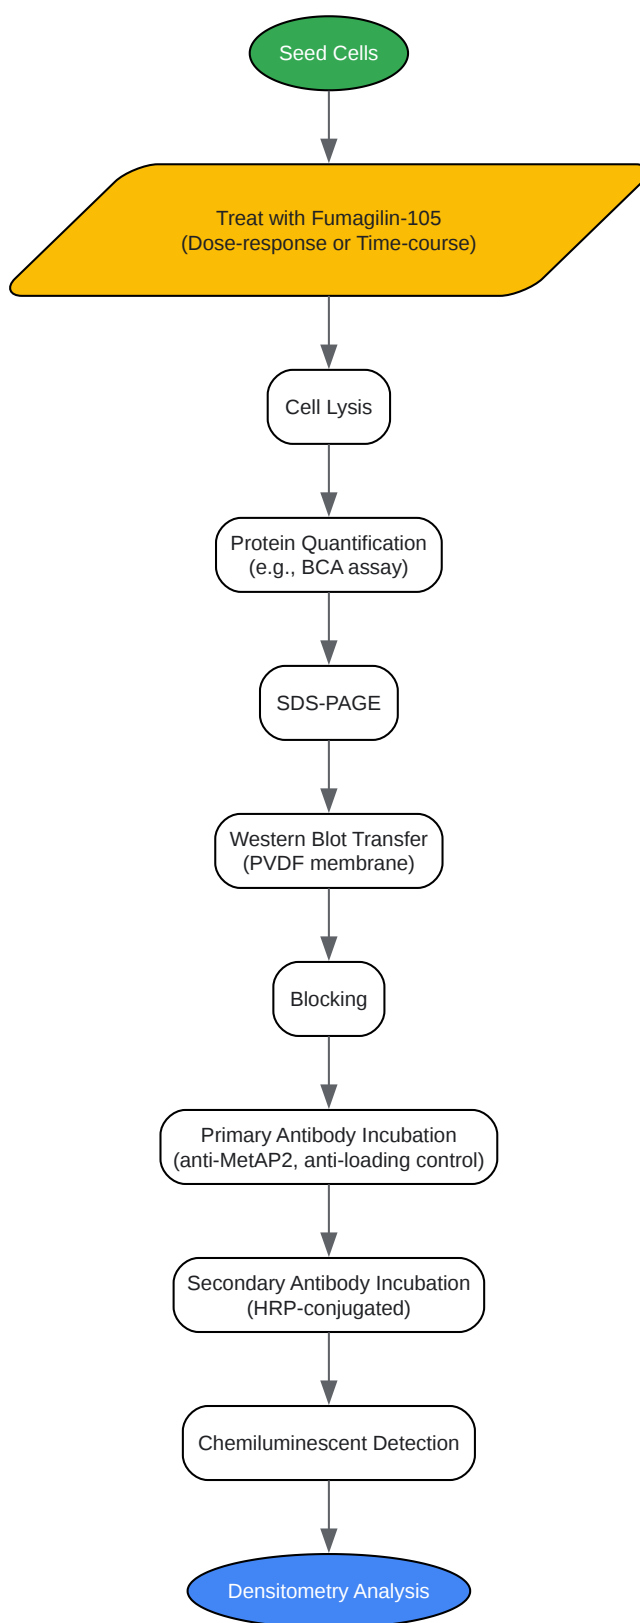 Seed Cells
Treat with Fumagilin-105
(Dose-response or Time-course)
Cell Lysis
Protein Quantification
(e.g., BCA assay)
SDS-PAGE
Western Blot Transfer
(PVDF membrane)
Blocking
Primary Antibody Incubation
(anti-MetAP2, anti-loading control)
Secondary Antibody Incubation
(HRP-conjugated)
Chemiluminescent Detection
Densitometry Analysis